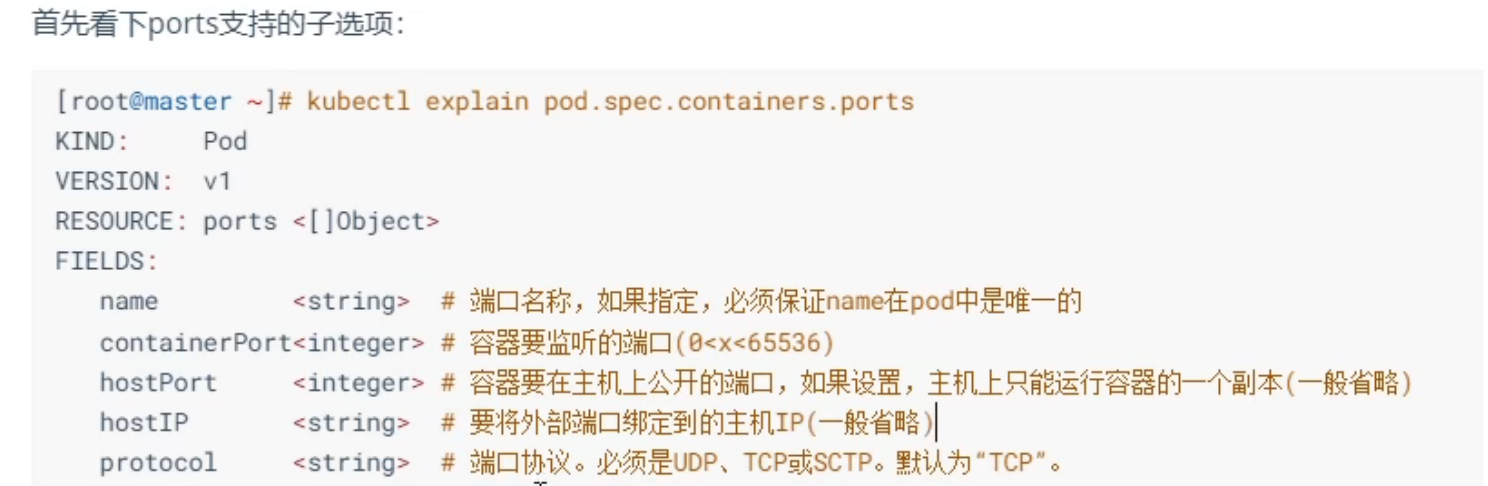 首先看下ports支持的子选项：
[root@master ~]# kubectl explain pod.spec.containers.ports
KIND:     Pod
VERSION:  v1
RESOURCE: ports <[]Object>
FIELDS:
   name         <string>  # 端口名称，如果指定，必须保证name在pod中是唯一的
   containerPort<integer> # 容器要监听的端口(0<x<65536)
   hostPort     <integer> # 容器要在主机上公开的端口，如果设置，主机上只能运行容器的一个副本(一般省略)
   hostIP       <string>  # 要将外部端口绑定到的主机IP(一般省略)
   protocol     <string>  # 端口协议。必须是UDP、TCP或SCTP。默认为“TCP”。